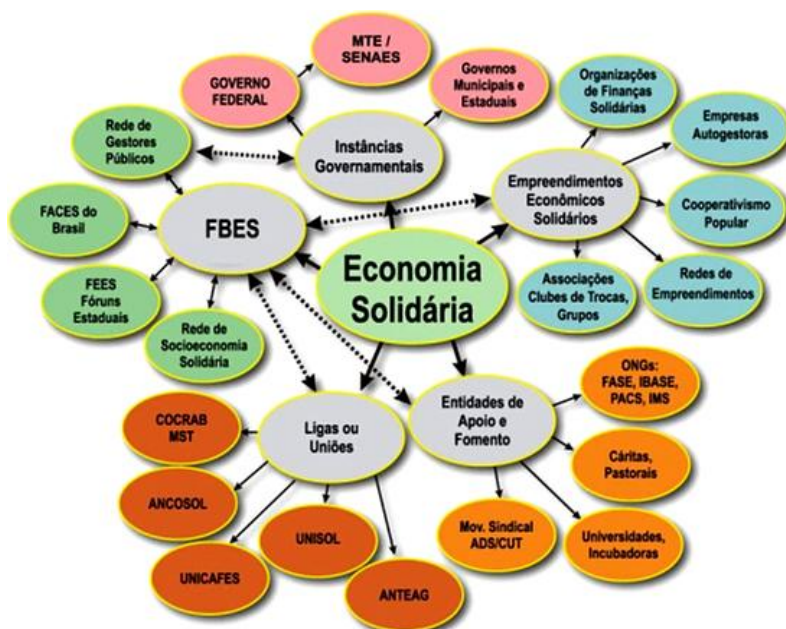 MTE /
SENAES
GOVERNO
FEDERAL
Governos
Municipais e
Estaduais
Organizações
de Finanças
Solidárias
Empresas
Autogestoras
Rede de
Gestores
Públicos
Instâncias
Governamentais
Empreendimentos
Econômicos
Solidários
Cooperativismo
Popular
FACES do
Brasil
FBES
Economia
Solidária
FEES
Fóruns
Estaduais
Rede de
Socioeconomia
Solidária
Associações
Clubes de Trocas,
Grupos
Redes de
Empreendimentos
ONGs:
FASE, IBASE,
PACS, IMS
COCRAB
MST
Ligas ou
Uniões
Entidades de
Apoio e
Fomento
Cáritas,
Pastorais
ANCOSOL
UNISOL
Mov. Sindical
ADS/CUT
Universidades,
Incubadoras
UNICAFES
ANTEAG